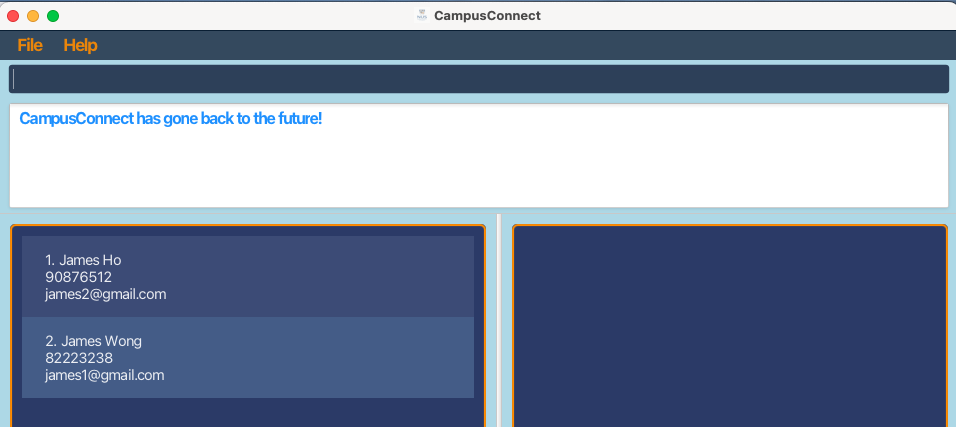 CampusConnect
File Help
CampusConnect has gone back to the future!
1. James Ho
90876512
james2@gmail.com
2. James Wong
82223238
james1@gmail.com